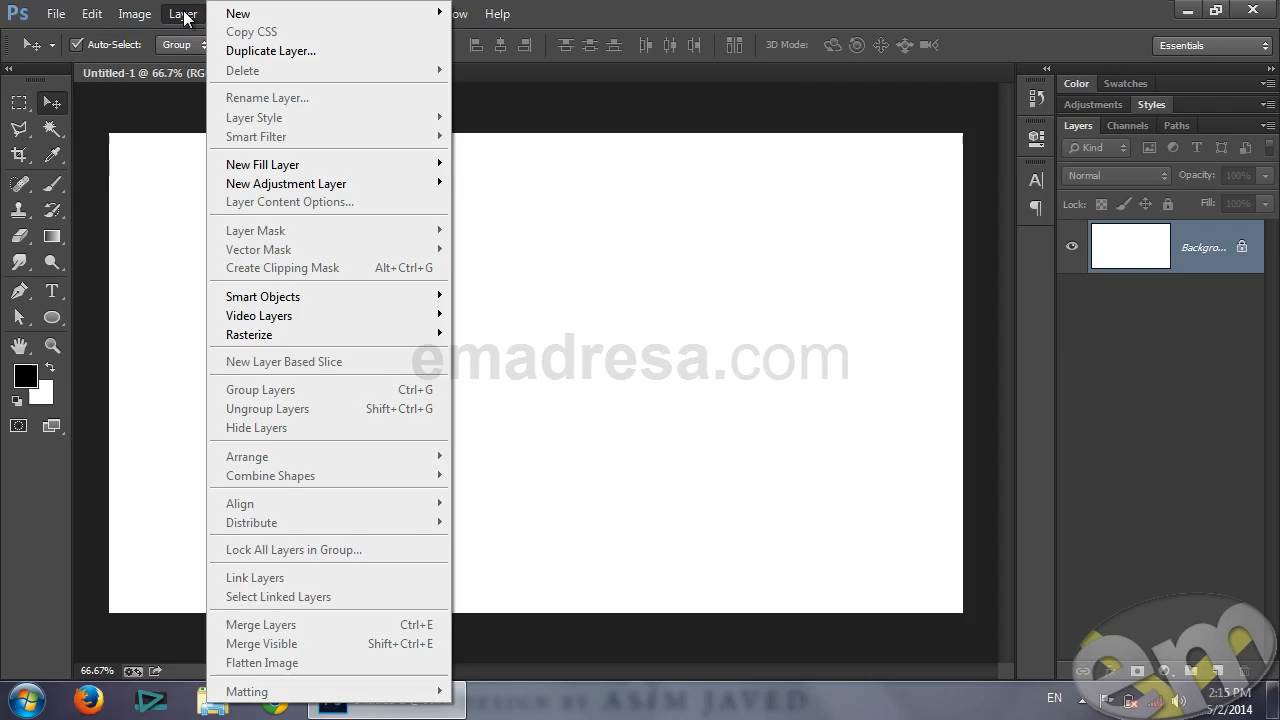 Ps File Edit Image Layer ow Help
Auto-Select: Group 3D Mode: Essentials
Untitled-1 @ 66.7% (RG
New
Copy CSS
Duplicate Layer...
Delete
Rename Layer...
Layer Style
Smart Filter
New Fill Layer
New Adjustment Layer
Layer Content Options...
Layer Mask
Vector Mask
Create Clipping Mask Alt+Ctrl+G
Smart Objects
Video Layers
Rasterize
New Layer Based Slice
Group Layers Ctrl+G
Ungroup Layers Shift+Ctrl+G
Hide Layers
Arrange
Combine Shapes
Align
Distribute
Lock All Layers in Group...
Link Layers
Select Linked Layers
Merge Layers Ctrl+E
Merge Visible Shift+Ctrl+E
Flatten Image
Matting
emadresa.com
Color Swatches
Adjustments Styles
Layers Channels Paths
Kind
Normal Opacity: 100%
Lock: Fill: 100%
Backgro...
66.67%
em
EN 2:15 PM
5/2/2014